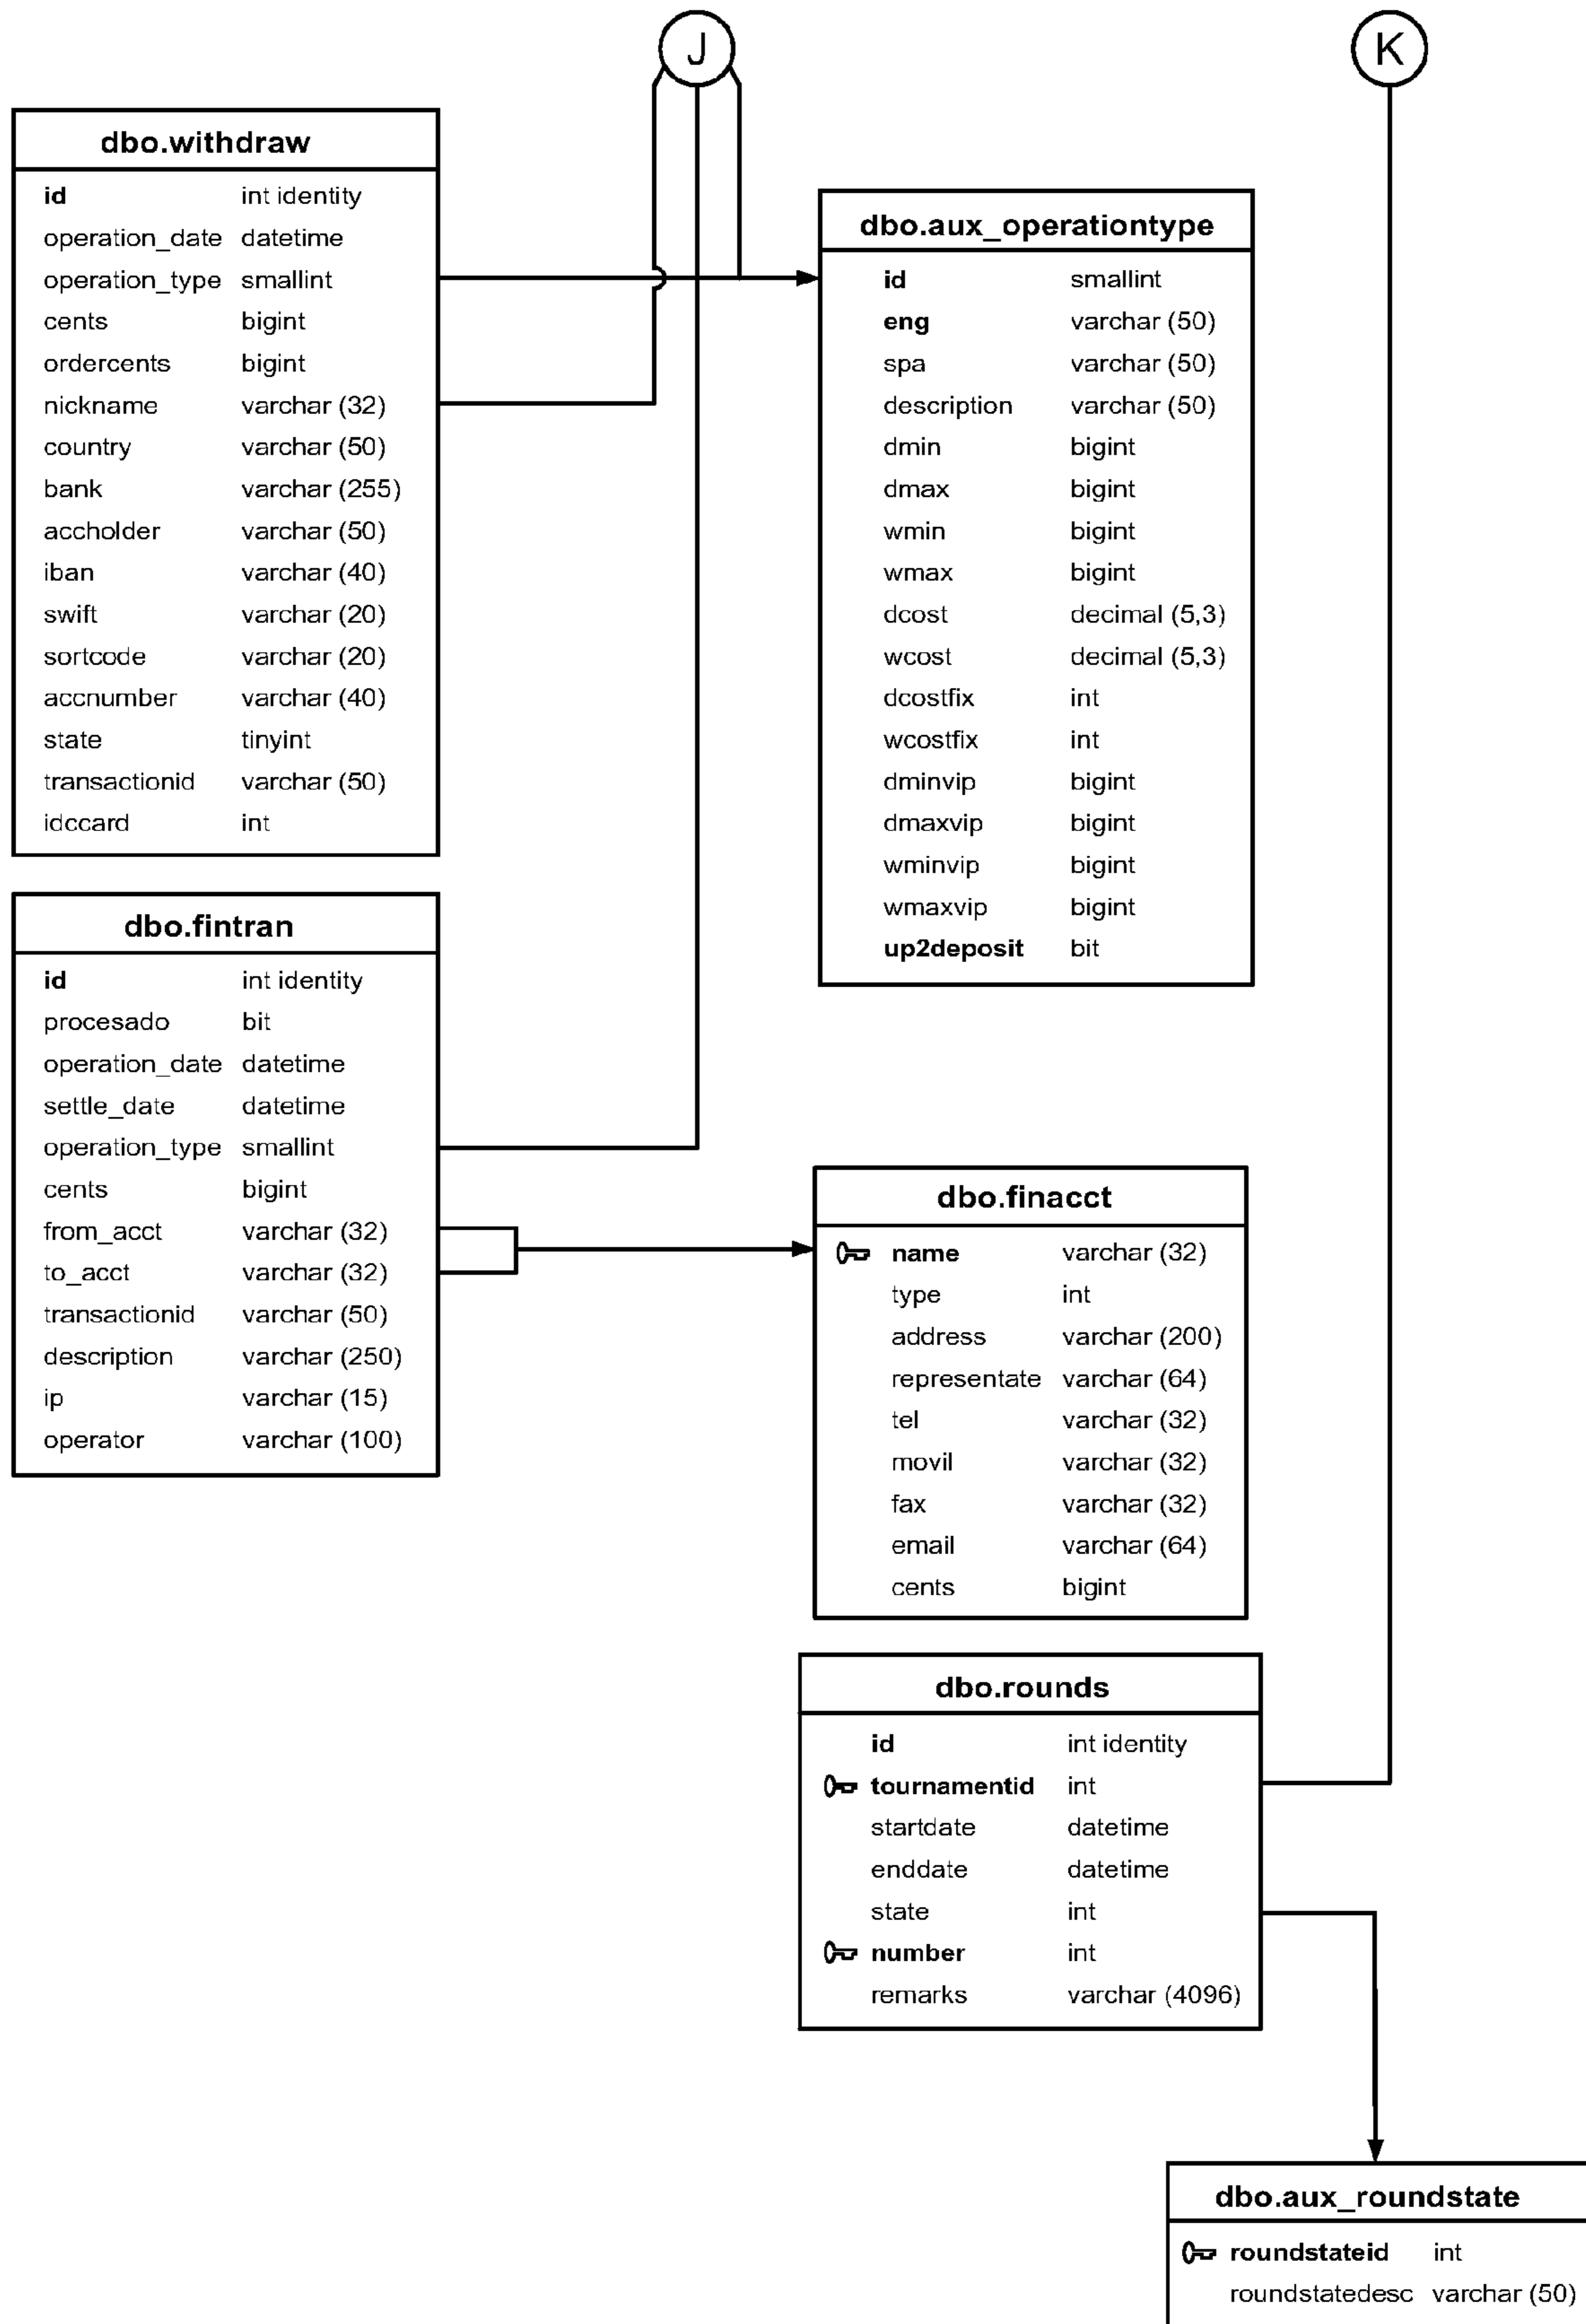 J
K
dbo.withdraw
id int identity
operation_date datetime
operation_type smallint
cents bigint
ordercents bigint
nickname varchar (32)
country varchar (50)
bank varchar (255)
accholder varchar (50)
iban varchar (40)
swift varchar (20)
sortcode varchar (20)
accnumber varchar (40)
state tinyint
transactionid varchar (50)
idccard int
dbo.aux_operationtype
id smallint
eng varchar (50)
spa varchar (50)
description varchar (50)
dmin bigint
dmax bigint
wmin bigint
wmax bigint
dcost decimal (5,3)
wcost decimal (5,3)
dcostfix int
wcostfix int
dminvip bigint
dmaxvip bigint
wminvip bigint
wmaxvip bigint
up2deposit bit
dbo.fintran
id int identity
procesado bit
operation_date datetime
settle_date datetime
operation_type smallint
cents bigint
from_acct varchar (32)
to_acct varchar (32)
transactionid varchar (50)
description varchar (250)
ip varchar (15)
operator varchar (100)
dbo.finacct
name varchar (32)
type int
address varchar (200)
representate varchar (64)
tel varchar (32)
movil varchar (32)
fax varchar (32)
email varchar (64)
cents bigint
dbo.rounds
id int identity
tournamentid int
startdate datetime
enddate datetime
state int
number int
remarks varchar (4096)
dbo.aux_roundstate
roundstateid int
roundstatedesc varchar (50)